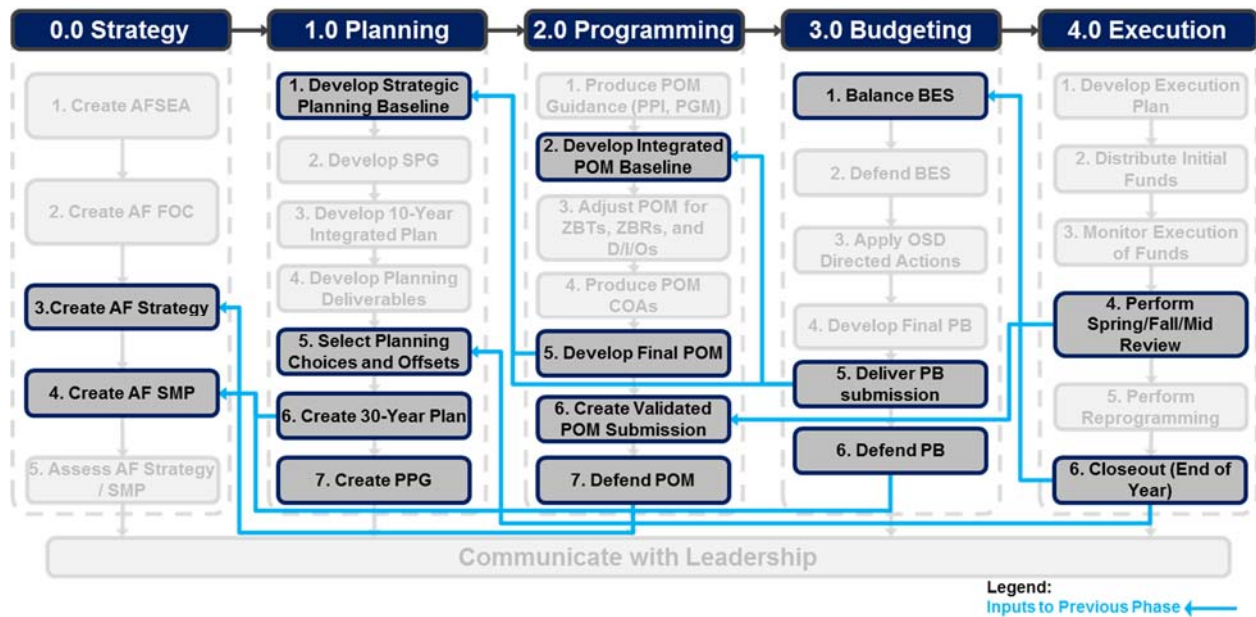 0.0 Strategy
1.0 Planning
2.0 Programming
3.0 Budgeting
4.0 Execution
1. Create AFSEA
2. Create AF FOC
3.Create AF Strategy
4. Create AF SMP
5. Assess AF Strategy
/ SMP
1. Develop Strategic
Planning Baseline
2. Develop SPG
3. Develop 10-Year
Integrated Plan
4. Develop Planning
Deliverables
5. Select Planning
Choices and Offsets
6. Create 30-Year Plan
7. Create PPG
1. Produce POM
Guidance (PPI, PGM)
2. Develop Integrated
POM Baseline
3. Adjust POM for
ZBTs, ZBRs, and
D/I/Os
4. Produce POM
COAs
5. Develop Final POM
6. Create Validated
POM Submission
7. Defend POM
1. Balance BES
2. Defend BES
3. Apply OSD
Directed Actions
4. Develop Final PB
5. Deliver PB
submission
6. Defend PB
1. Develop Execution
Plan
2. Distribute Initial
Funds
3. Monitor Execution
of Funds
4. Perform
Spring/Fall/Mid
Review
5. Perform
Reprogramming
6. Closeout (End of
Year)
Communicate with Leadership
Legend:
Inputs to Previous Phase